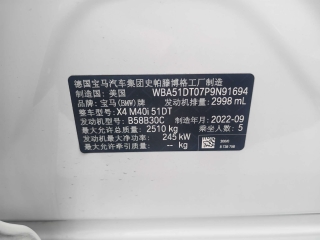 德国宝马汽车集团史帕滕博格工厂制造
制造国：美国 WBA51DT07P9N91694
品牌：宝马(BMW)牌 发动机排量：2998 mL
整车型号：X4 M40i 51DT
发动机型号：B58B30C 制造年月：2022-09
最大允许总质量：2510 kg 乘坐人数：5
发动机最大净功率：245 kW
最大允许牵引质量：-- kg